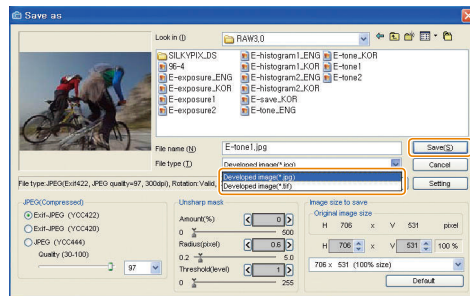 Save as
Look in (I)
RAW3,0
SILKYPIX_DS
96-4
E-exposure_ENG
E-exposure_KOR
E-exposure1
E-exposure2
E-histogram1_ENG
E-histogram1_KOR
E-histogram2_ENG
E-histogram2_KOR
E-save_KOR
E-tone_ENG
E-tone_KOR
E-tone1
E-tone2
File name (N)
E-tone1.jpg
Save(S)
File type (T)
Developed image(*.jpg)
Cancel
Developed image(*.jpg)
Developed image(*.tif)
File type:JPEG(Exif422, JPEG quality=97, 300dpi), Rotation:Valid,
Setting
JPEG(Compressed)
Exif-JPEG (YCC422)
Exif-JPEG (YCC420)
JPEG (YCC444)
Quality (30-100)
97
Unsharp mask
Amount(%)
0
0 500
Radius(pixel)
0.6
0.2 5.0
Threshold(level)
1
0 255
Image size to save
Original image size
H 706 x V 531 pixel
H 706 x V 531 100 %
706 x 531 (100% size)
Default